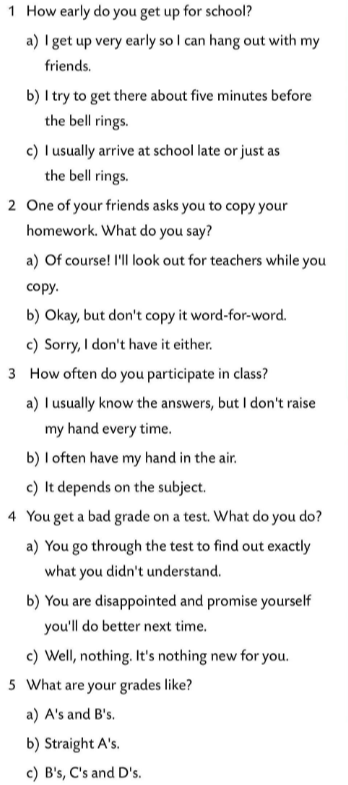 1 How early do you get up for school?
a) I get up very early so I can hang out with my
friends.
b) I try to get there about five minutes before
the bell rings.
c) I usually arrive at school late or just as
the bell rings.
2 One of your friends asks you to copy your
homework. What do you say?
a) Of course! I'll look out for teachers while you
copy.
b) Okay, but don't copy it word-for-word.
c) Sorry, I don't have it either.
3 How often do you participate in class?
a) I usually know the answers, but I don't raise
my hand every time.
b) I often have my hand in the air.
c) It depends on the subject.
4 You get a bad grade on a test. What do you do?
a) You go through the test to find out exactly
what you didn't understand.
b) You are disappointed and promise yourself
you'll do better next time.
c) Well, nothing. It's nothing new for you.
5 What are your grades like?
a) A's and B's.
b) Straight A's.
c) B's, C's and D's.